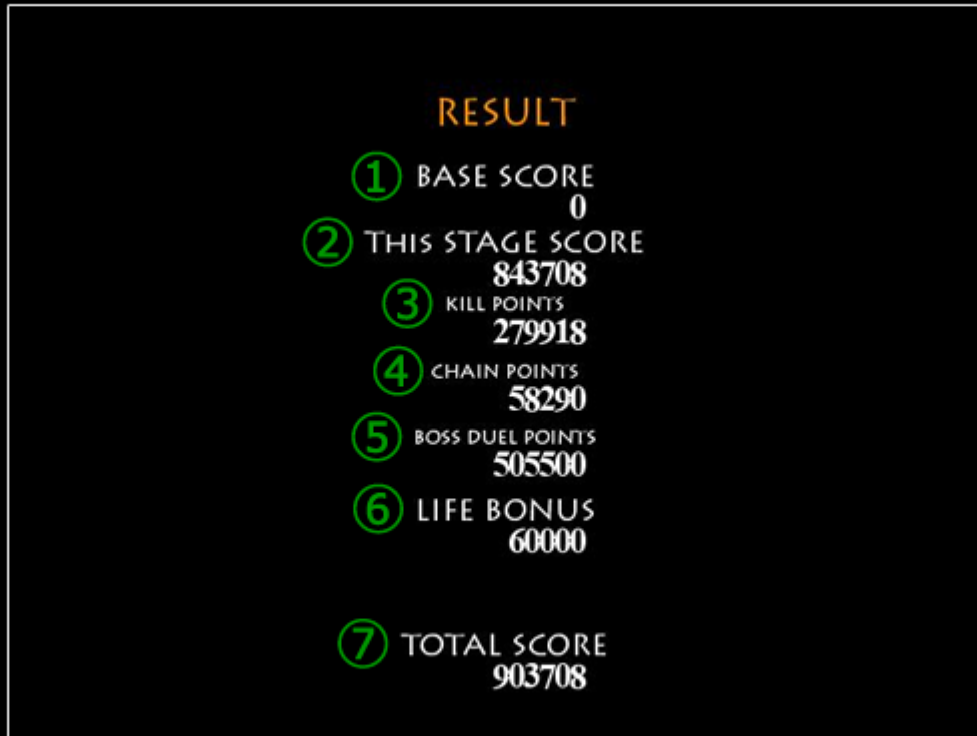 RESULT
① BASE SCORE
0
② THIS STAGE SCORE
843708
③ KILL POINTS
279918
④ CHAIN POINTS
58290
⑤ BOSS DUEL POINTS
505500
⑥ LIFE BONUS
60000
⑦ TOTAL SCORE
903708